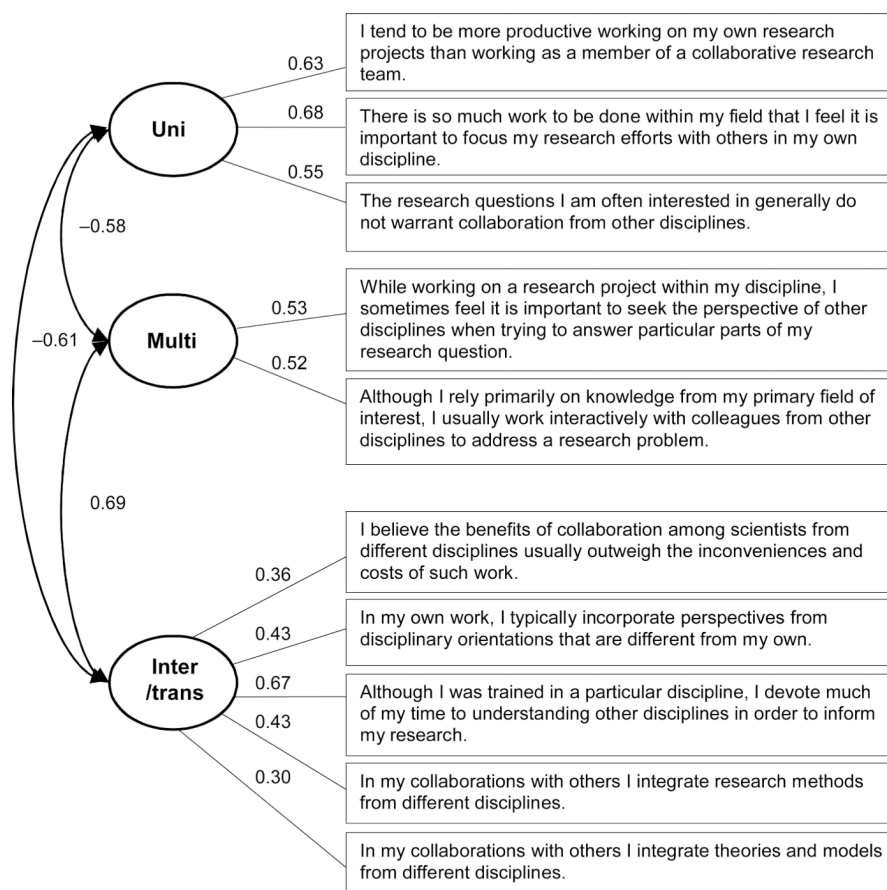 I tend to be more productive working on my own research
projects than working as a member of a collaborative research
team.
0.63
Uni
0.68
There is so much work to be done within my field that I feel it is
important to focus my research efforts with others in my own
discipline.
0.55
The research questions I am often interested in generally do
not warrant collaboration from other disciplines.
–0.58
–0.61
Multi
0.53
While working on a research project within my discipline, I
sometimes feel it is important to seek the perspective of other
disciplines when trying to answer particular parts of my
research question.
0.52
Although I rely primarily on knowledge from my primary field of
interest, I usually work interactively with colleagues from other
disciplines to address a research problem.
0.69
Inter
/trans
0.36
I believe the benefits of collaboration among scientists from
different disciplines usually outweigh the inconveniences and
costs of such work.
0.43
In my own work, I typically incorporate perspectives from
disciplinary orientations that are different from my own.
0.67
Although I was trained in a particular discipline, I devote much
of my time to understanding other disciplines in order to inform
my research.
0.43
In my collaborations with others I integrate research methods
from different disciplines.
0.30
In my collaborations with others I integrate theories and models
from different disciplines.